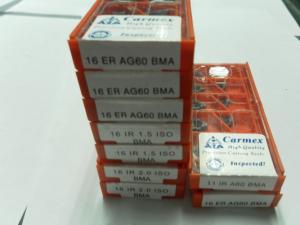 Carmex
High Quality
Precision Cutting Tools
Inspected!
16 ER AG60 BMA
16 ER AG60 BMA
16 ER AG60 BMA
16 IR 1.5 ISO
BMA
16 IR 1.5 ISO
BMA
16 IR 2.0 ISO
BMA
16 IR 2.0 ISO
BMA
Carmex
High Quality
Precision Cutting Tools
Inspected!
11 IR A60 BMA
16 ER AG60 BMA